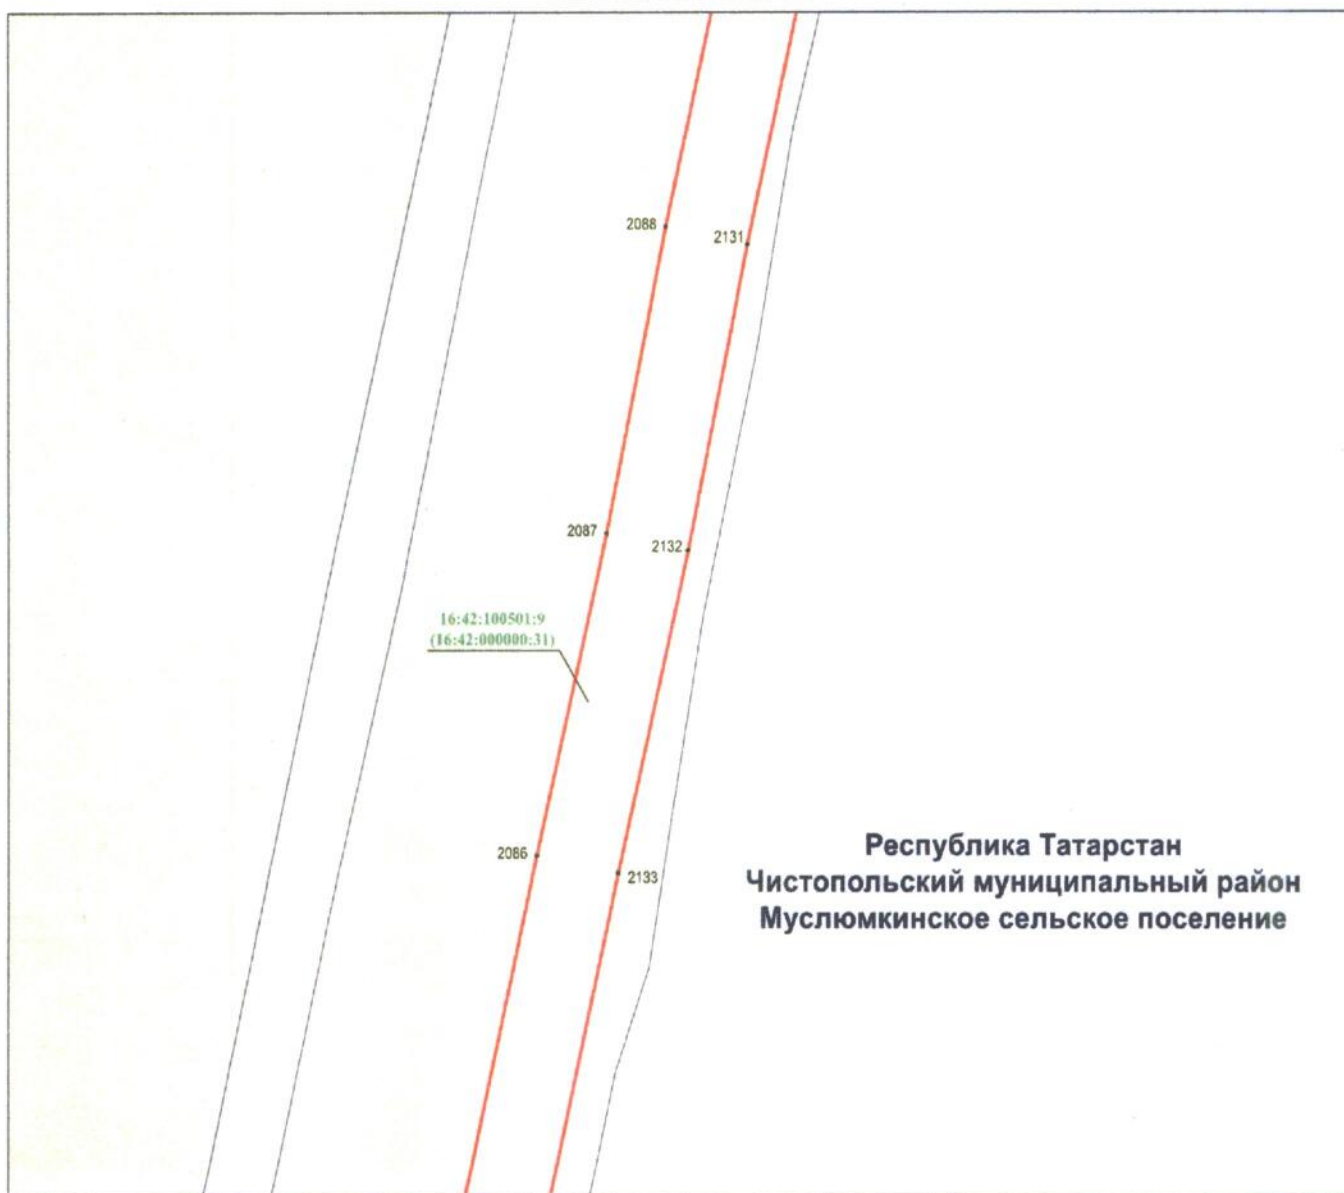 2088
2131
2087
2132
16:42:100501:9
(16:42:000000:31)
2086
2133
Республика Татарстан
Чистопольский муниципальный район
Муслюмкинское сельское поселение